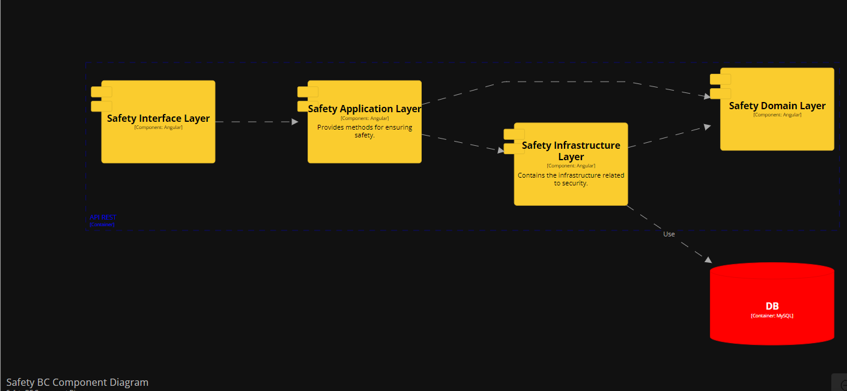 Safety Interface Layer
[Component: Angular]
Safety Application Layer
[Component: Angular]
Provides methods for ensuring
safety.
Safety Infrastructure
Layer
[Component: Angular]
Contains the infrastructure related
to security.
Safety Domain Layer
[Component: Angular]
Use
DB
[Container: MySQL]
[Container]
Safety BC Component Diagram